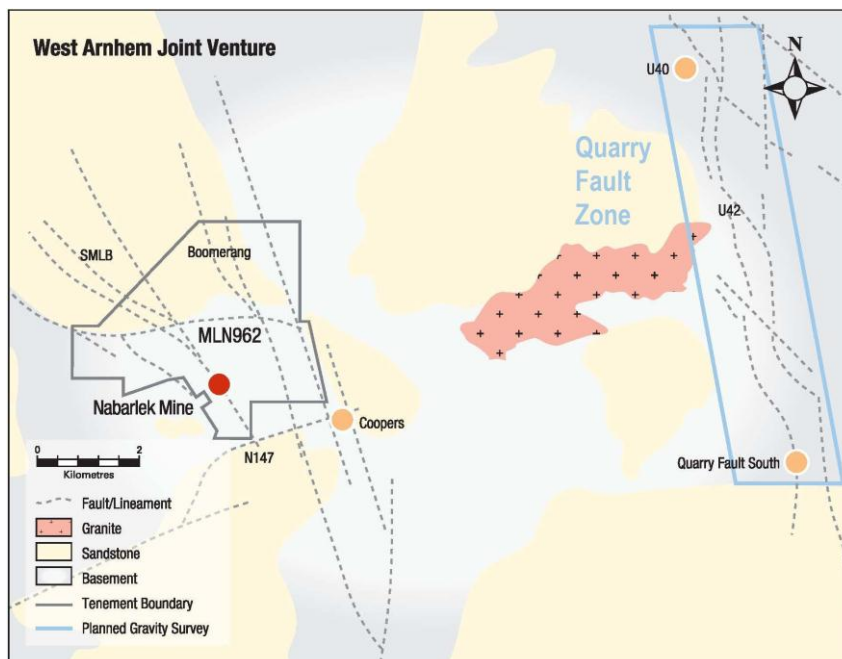 West Arnhem Joint Venture
N
U40
Quarry
Fault
Zone
U42
SMLB
Boomerang
MLN962
Nabarlek Mine
Coopers
N147
Quarry Fault South
0 2
Kilometres
Fault/Lineament
Granite
Sandstone
Basement
Tenement Boundary
Planned Gravity Survey